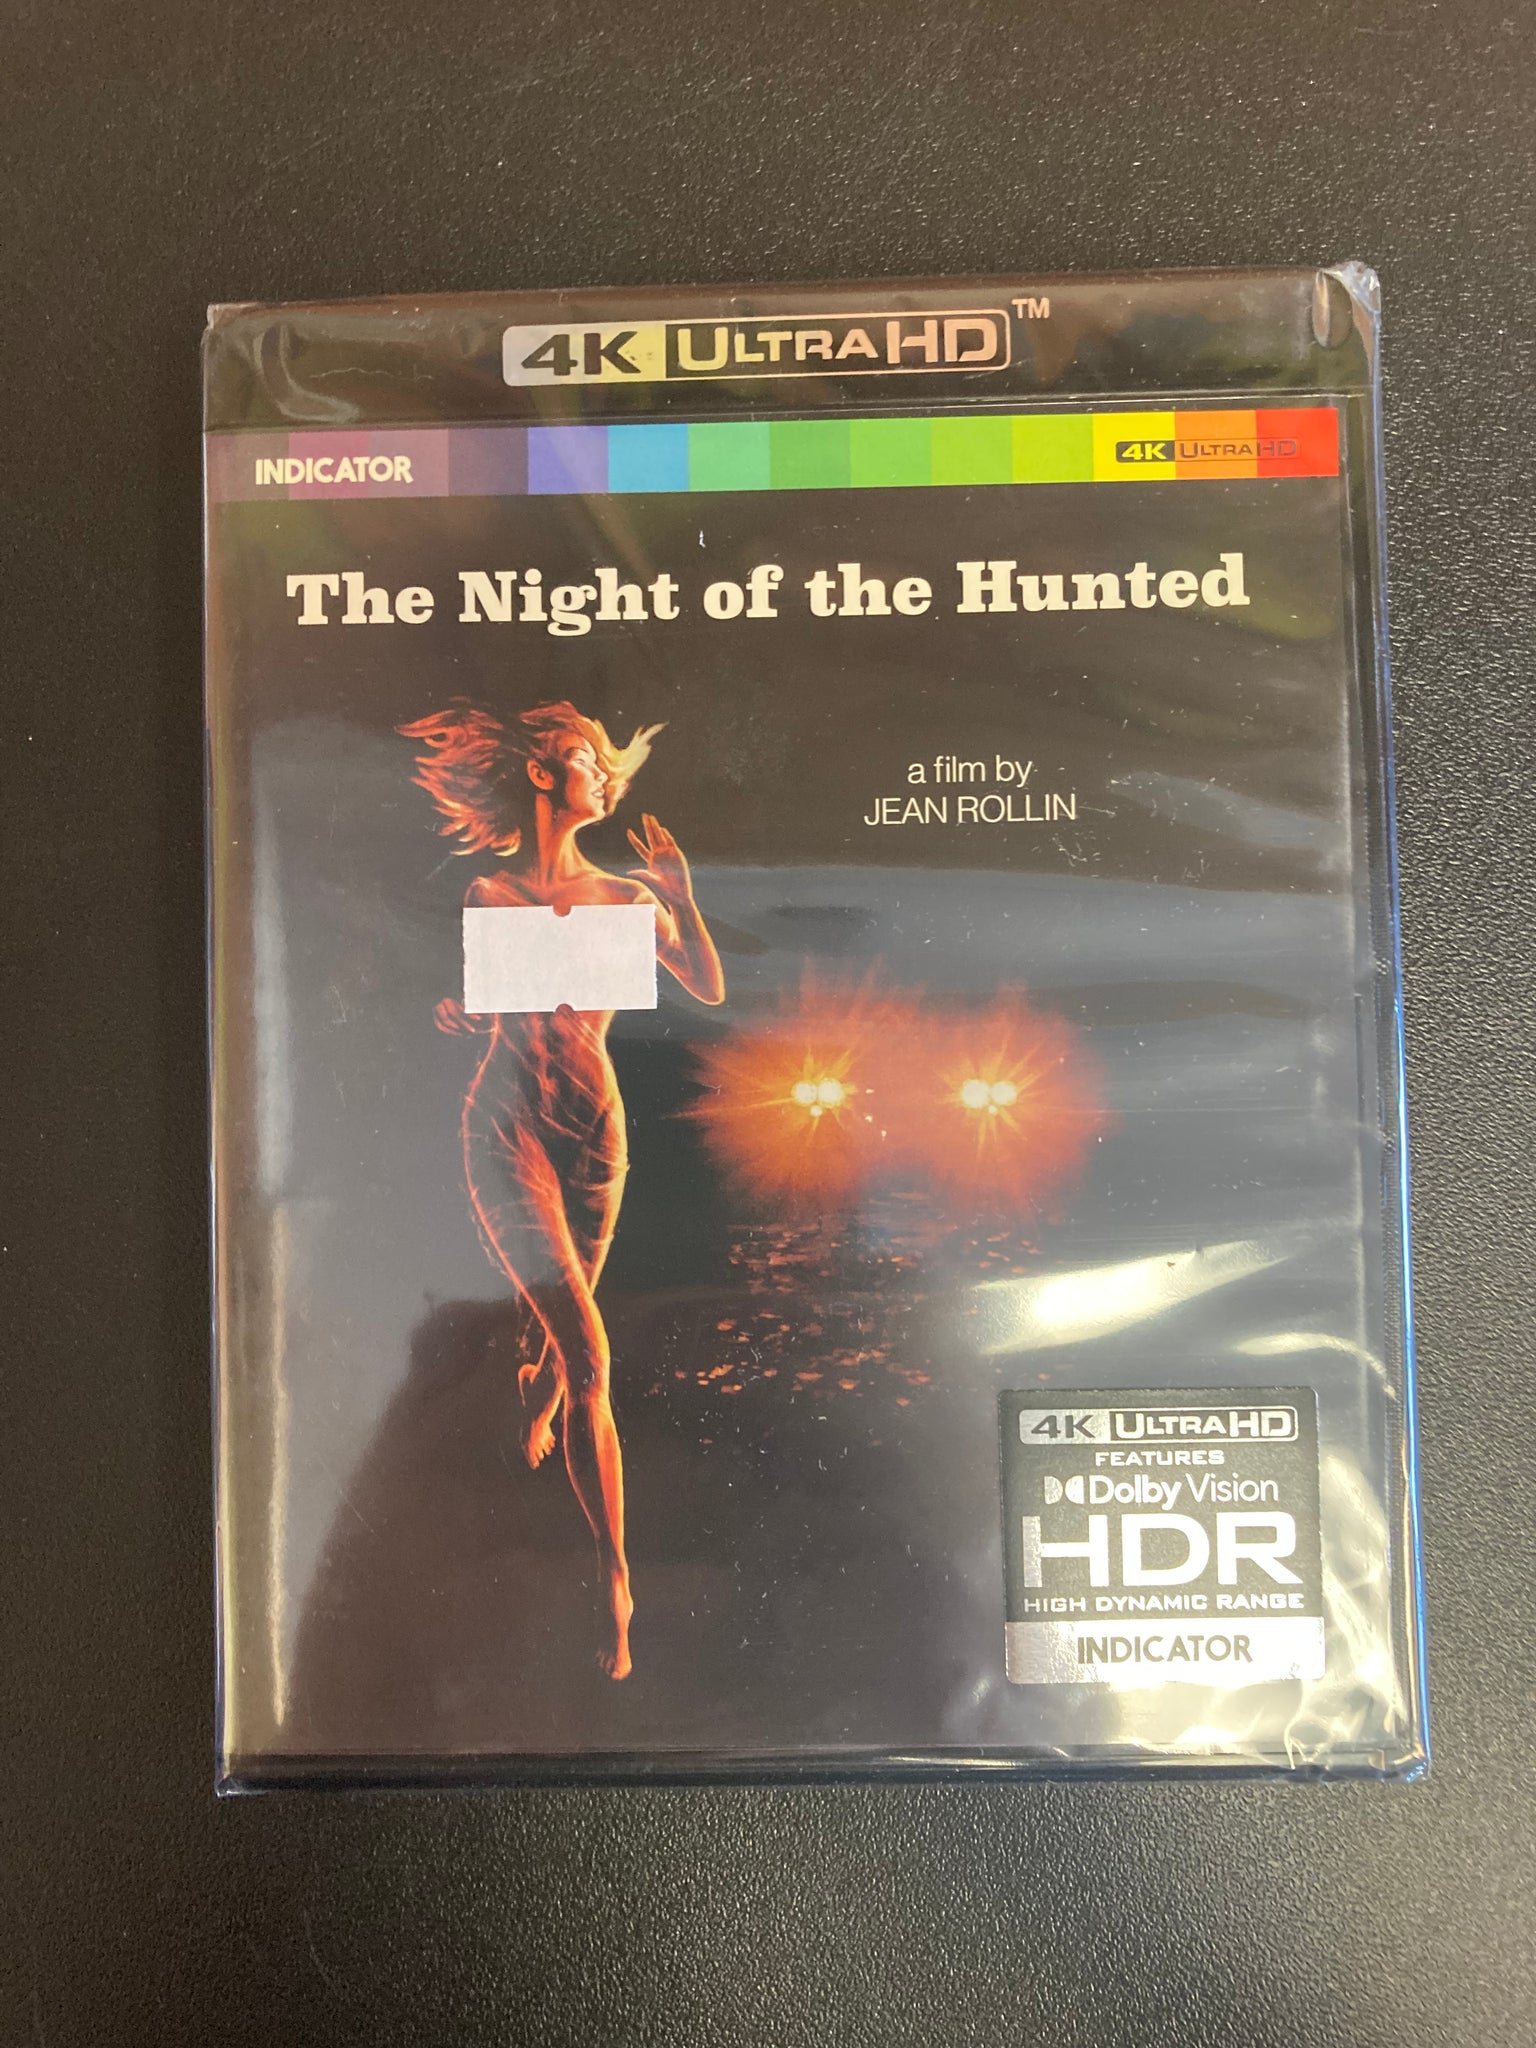 4K ULTRA HD™
INDICATOR
4K ULTRA HD
The Night of the Hunted
a film by
JEAN ROLLIN
4K ULTRA HD
FEATURES
Dolby Vision
HDR
HIGH DYNAMIC RANGE
INDICATOR